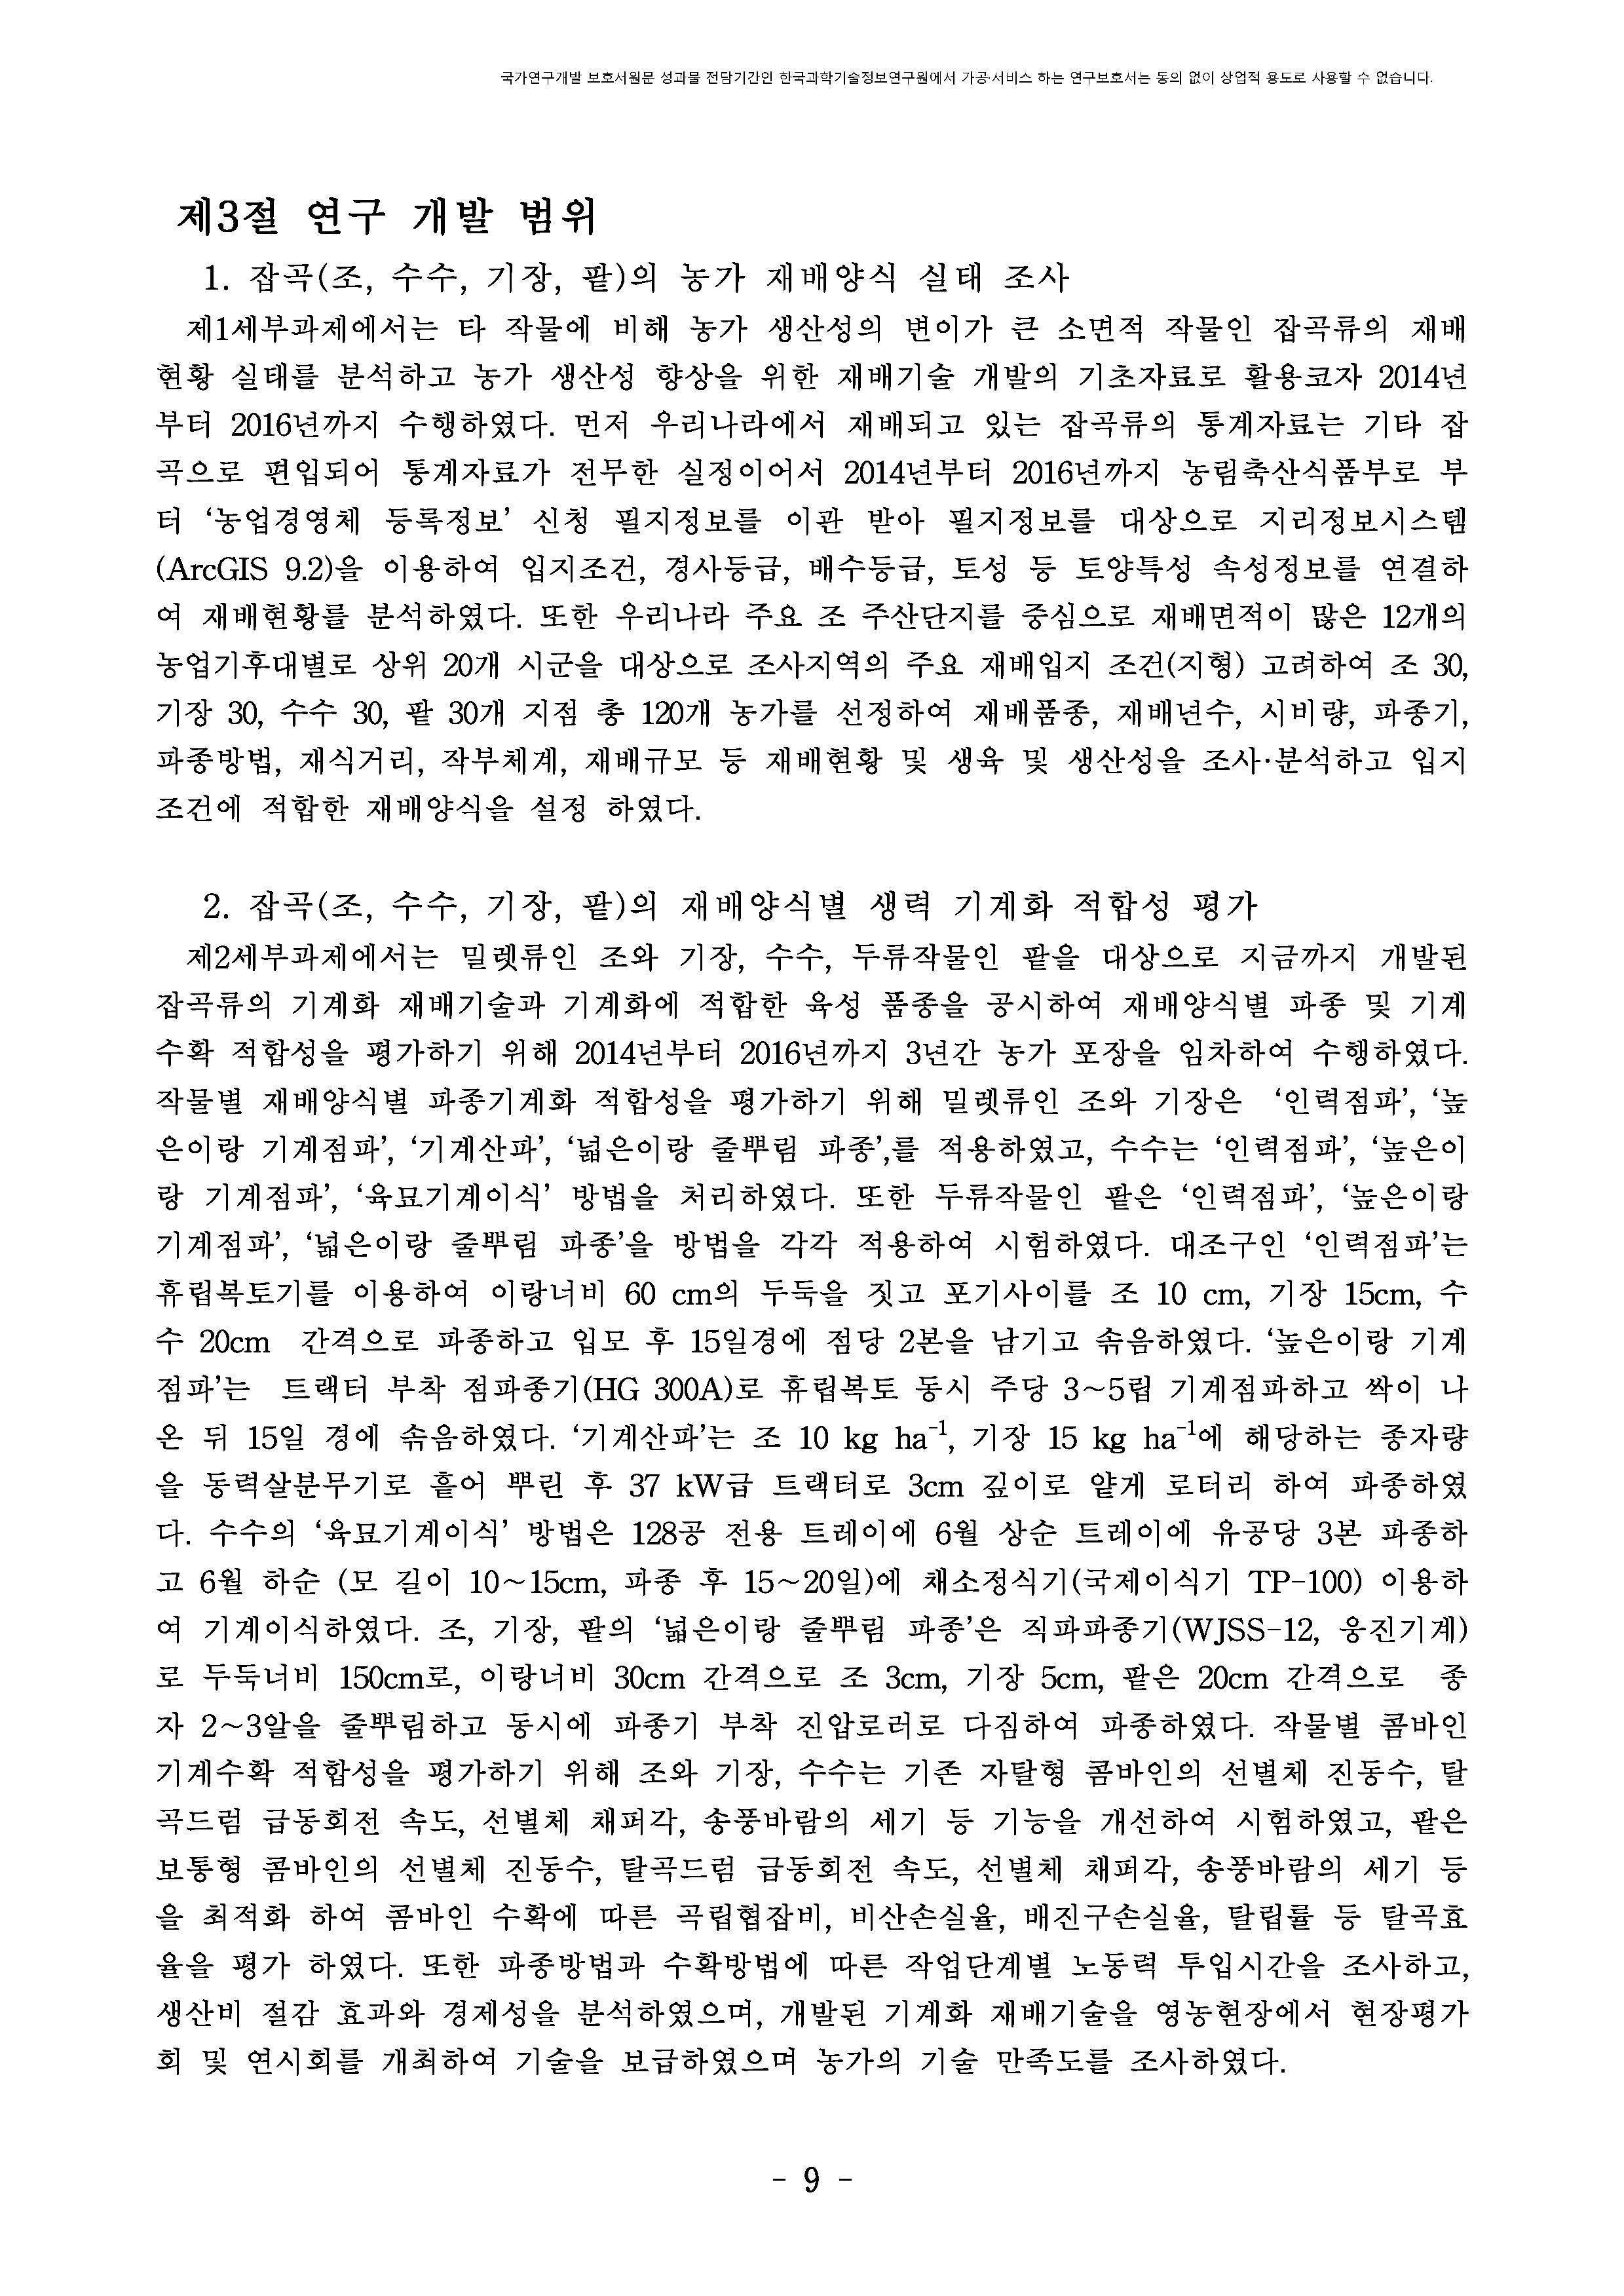 국가연구개발 보호서원문 성과물 전담기간인 한국과학기술정보연구원에서 가공·서비스 하는 연구보호서는 동의 없이 상업적 용도로 사용할 수 없습니다.
제3절 연구 개발 범위
1. 잡곡(조, 수수, 기장, 팥)의 농가 재배양식 실태 조사
제1세부과제에서는 타 작물에 비해 농가 생산성의 변이가 큰 소면적 작물인 잡곡류의 재배
현황 실태를 분석하고 농가 생산성 향상을 위한 재배기술 개발의 기초자료로 활용코자 2014년
부터 2016년까지 수행하였다. 먼저 우리나라에서 재배되고 있는 잡곡류의 통계자료는 기타 잡
곡으로 편입되어 통계자료가 전무한 실정이어서 2014년부터 2016년까지 농림축산식품부로 부
터 ‘농업경영체 등록정보’ 신청 필지정보를 이관 받아 필지정보를 대상으로 지리정보시스템
(ArcGIS 9.2)을 이용하여 입지조건, 경사등급, 배수등급, 토성 등 토양특성 속성정보를 연결하
여 재배현황를 분석하였다. 또한 우리나라 주요 조 주산단지를 중심으로 재배면적이 많은 12개의
농업기후대별로 상위 20개 시군을 대상으로 조사지역의 주요 재배입지 조건(지형) 고려하여 조 30,
기장 30, 수수 30, 팥 30개 지점 총 120개 농가를 선정하여 재배품종, 재배년수, 시비량, 파종기,
파종방법, 재식거리, 작부체계, 재배규모 등 재배현황 및 생육 및 생산성을 조사·분석하고 입지
조건에 적합한 재배양식을 설정 하였다.
2. 잡곡(조, 수수, 기장, 팥)의 재배양식별 생력 기계화 적합성 평가
제2세부과제에서는 밀렛류인 조와 기장, 수수, 두류작물인 팥을 대상으로 지금까지 개발된
잡곡류의 기계화 재배기술과 기계화에 적합한 육성 품종을 공시하여 재배양식별 파종 및 기계
수확 적합성을 평가하기 위해 2014년부터 2016년까지 3년간 농가 포장을 임차하여 수행하였다.
작물별 재배양식별 파종기계화 적합성을 평가하기 위해 밀렛류인 조와 기장은 ‘인력점파’, ‘높
은이랑 기계점파’, ‘기계산파’, ‘넓은이랑 줄뿌림 파종’,를 적용하였고, 수수는 ‘인력점파’, ‘높은이
랑 기계점파’, ‘육묘기계이식’ 방법을 처리하였다. 또한 두류작물인 팥은 ‘인력점파’, ‘높은이랑
기계점파’, ‘넓은이랑 줄뿌림 파종’을 방법을 각각 적용하여 시험하였다. 대조구인 ‘인력점파’는
휴립복토기를 이용하여 이랑너비 60 cm의 두둑을 짓고 포기사이를 조 10 cm, 기장 15cm, 수
수 20cm 간격으로 파종하고 입모 후 15일경에 점당 2본을 남기고 솎음하였다. ‘높은이랑 기계
점파’는 트랙터 부착 점파종기(HG 300A)로 휴립복토 동시 주당 3~5립 기계점파하고 싹이 나
온 뒤 15일 경에 솎음하였다. ‘기계산파’는 조 10 kg ha⁻¹, 기장 15 kg ha⁻¹에 해당하는 종자량
을 동력살분무기로 흩어 뿌린 후 37 kW급 트랙터로 3cm 깊이로 얕게 로터리 하여 파종하였
다. 수수의 ‘육묘기계이식’ 방법은 128공 전용 트레이에 6월 상순 트레이에 유공당 3본 파종하
고 6월 하순 (모 길이 10~15cm, 파종 후 15~20일)에 채소정식기(국제이식기 TP-100) 이용하
여 기계이식하였다. 조, 기장, 팥의 ‘넓은이랑 줄뿌림 파종’은 직파파종기(WJSS-12, 웅진기계)
로 두둑너비 150cm로, 이랑너비 30cm 간격으로 조 3cm, 기장 5cm, 팥은 20cm 간격으로 종
자 2~3알을 줄뿌림하고 동시에 파종기 부착 진압로러로 다짐하여 파종하였다. 작물별 콤바인
기계수확 적합성을 평가하기 위해 조와 기장, 수수는 기존 자탈형 콤바인의 선별체 진동수, 탈
곡드럼 급동회전 속도, 선별체 채퍼각, 송풍바람의 세기 등 기능을 개선하여 시험하였고, 팥은
보통형 콤바인의 선별체 진동수, 탈곡드럼 급동회전 속도, 선별체 채퍼각, 송풍바람의 세기 등
을 최적화 하여 콤바인 수확에 따른 곡립협잡비, 비산손실율, 배진구손실율, 탈립률 등 탈곡효
율을 평가 하였다. 또한 파종방법과 수확방법에 따른 작업단계별 노동력 투입시간을 조사하고,
생산비 절감 효과와 경제성을 분석하였으며, 개발된 기계화 재배기술을 영농현장에서 현장평가
회 및 연시회를 개최하여 기술을 보급하였으며 농가의 기술 만족도를 조사하였다.
- 9 -